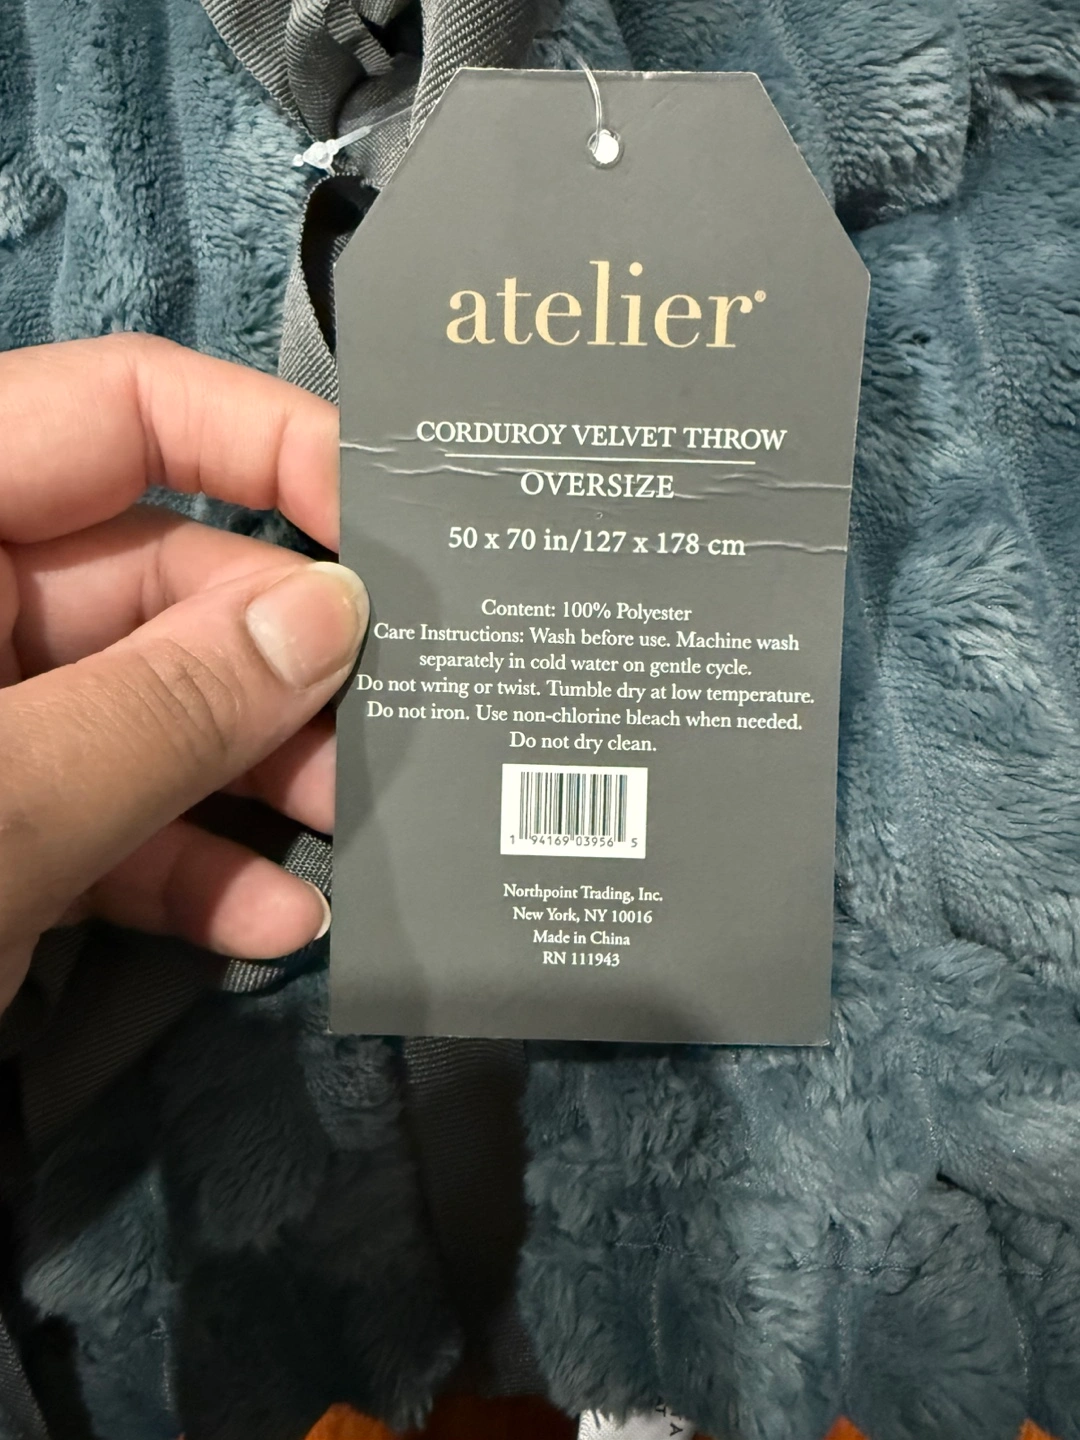 atelier®
CORDUROY VELVET THROW
OVERSIZE
50 x 70 in/127 x 178 cm
Content: 100% Polyester
Care Instructions: Wash before use. Machine wash
separately in cold water on gentle cycle.
Do not wring or twist. Tumble dry at low temperature.
Do not iron. Use non-chlorine bleach when needed.
Do not dry clean.
1 94169 03956 5
Northpoint Trading, Inc.
New York, NY 10016
Made in China
RN 111943